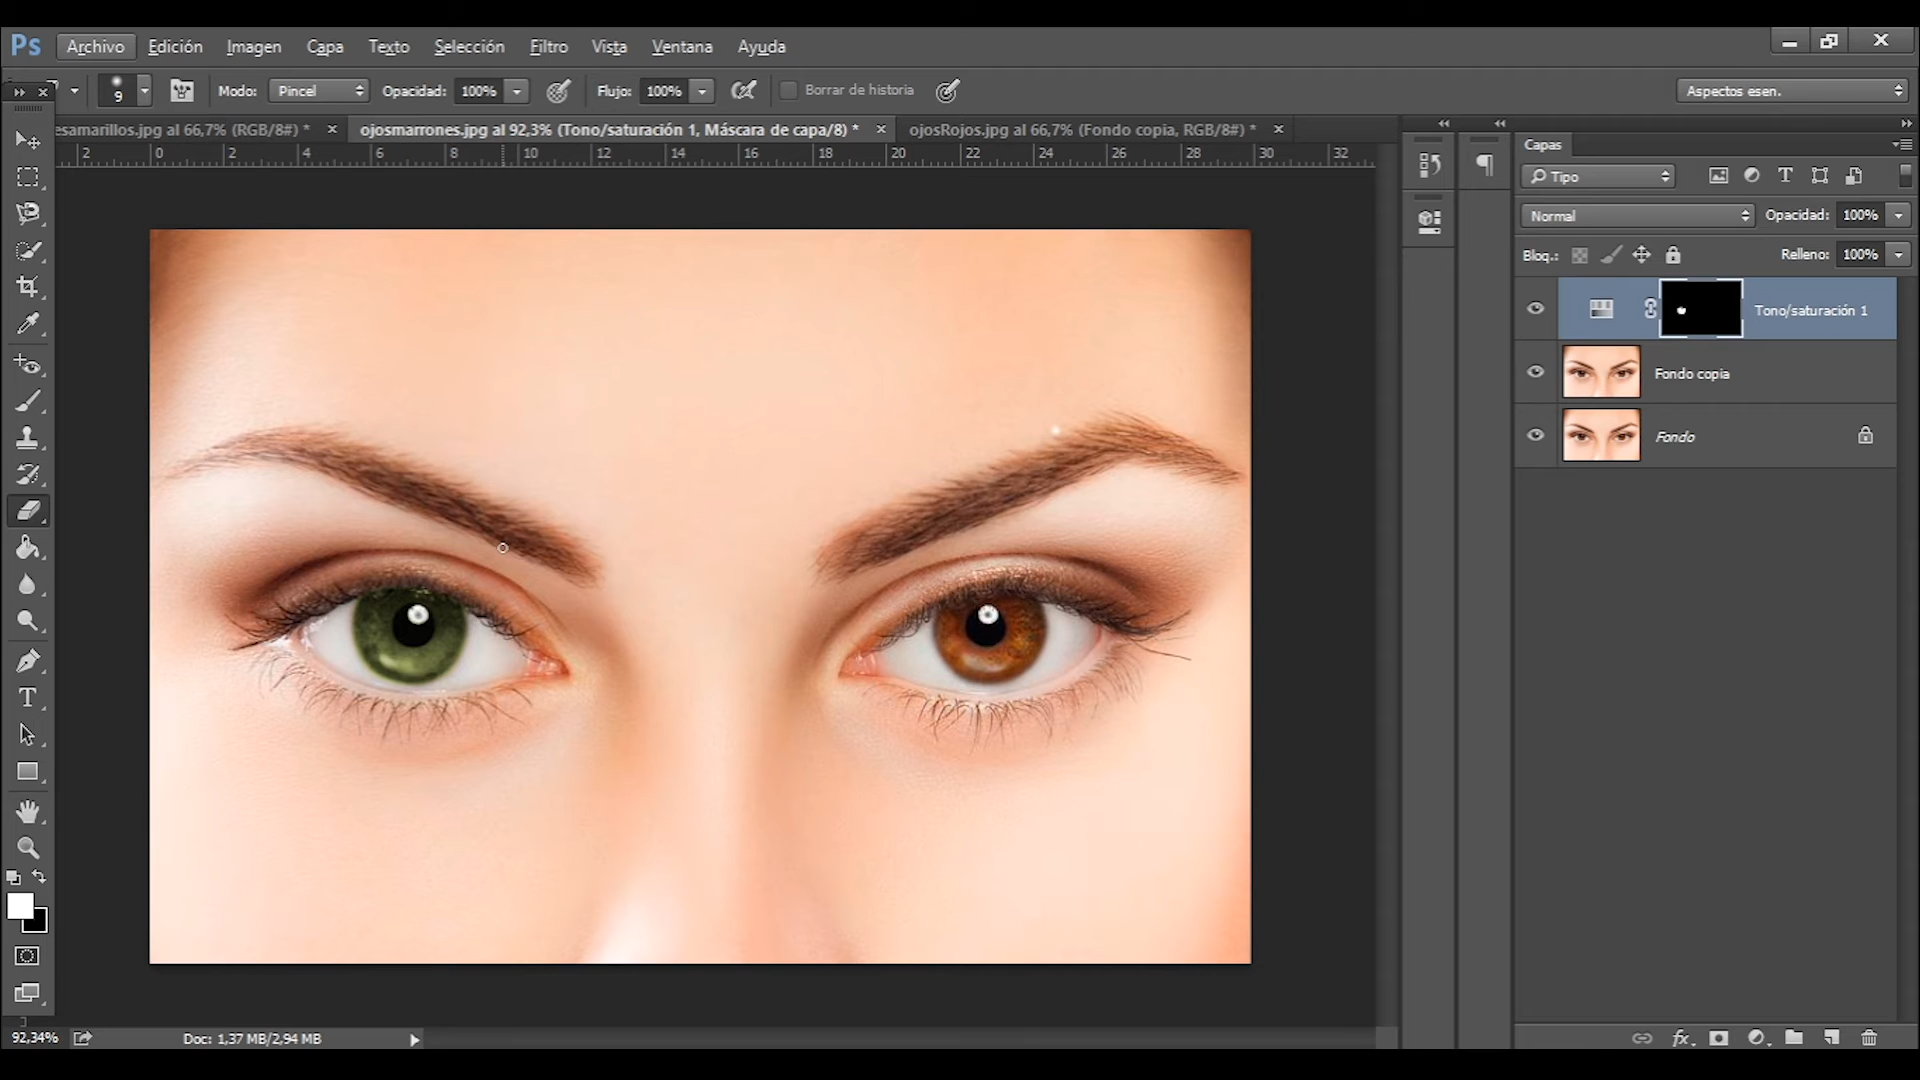 Ps Archivo Edición Imagen Capa Texto Selección Filtro Vista Ventana Ayuda
9 Modo: Pincel Opacidad: 100% Flujo: 100% Borrar de historia Aspectos esen.
esamarillos.jpg al 66,7% (RGB/8#) * ojosmarrones.jpg al 92,3% (Tono/saturación 1, Máscara de capa/8) * ojosRojos.jpg al 66,7% (Fondo copia, RGB/8#) *
2 0 2 4 6 8 10 12 14 16 18 20 22 24 26 28 30 32
Capas
Tipo
Normal Opacidad: 100%
Bloq.: Relleno: 100%
Tono/saturación 1
Fondo copia
Fondo
92,34% Doc: 1,37 MB/2,94 MB
fx